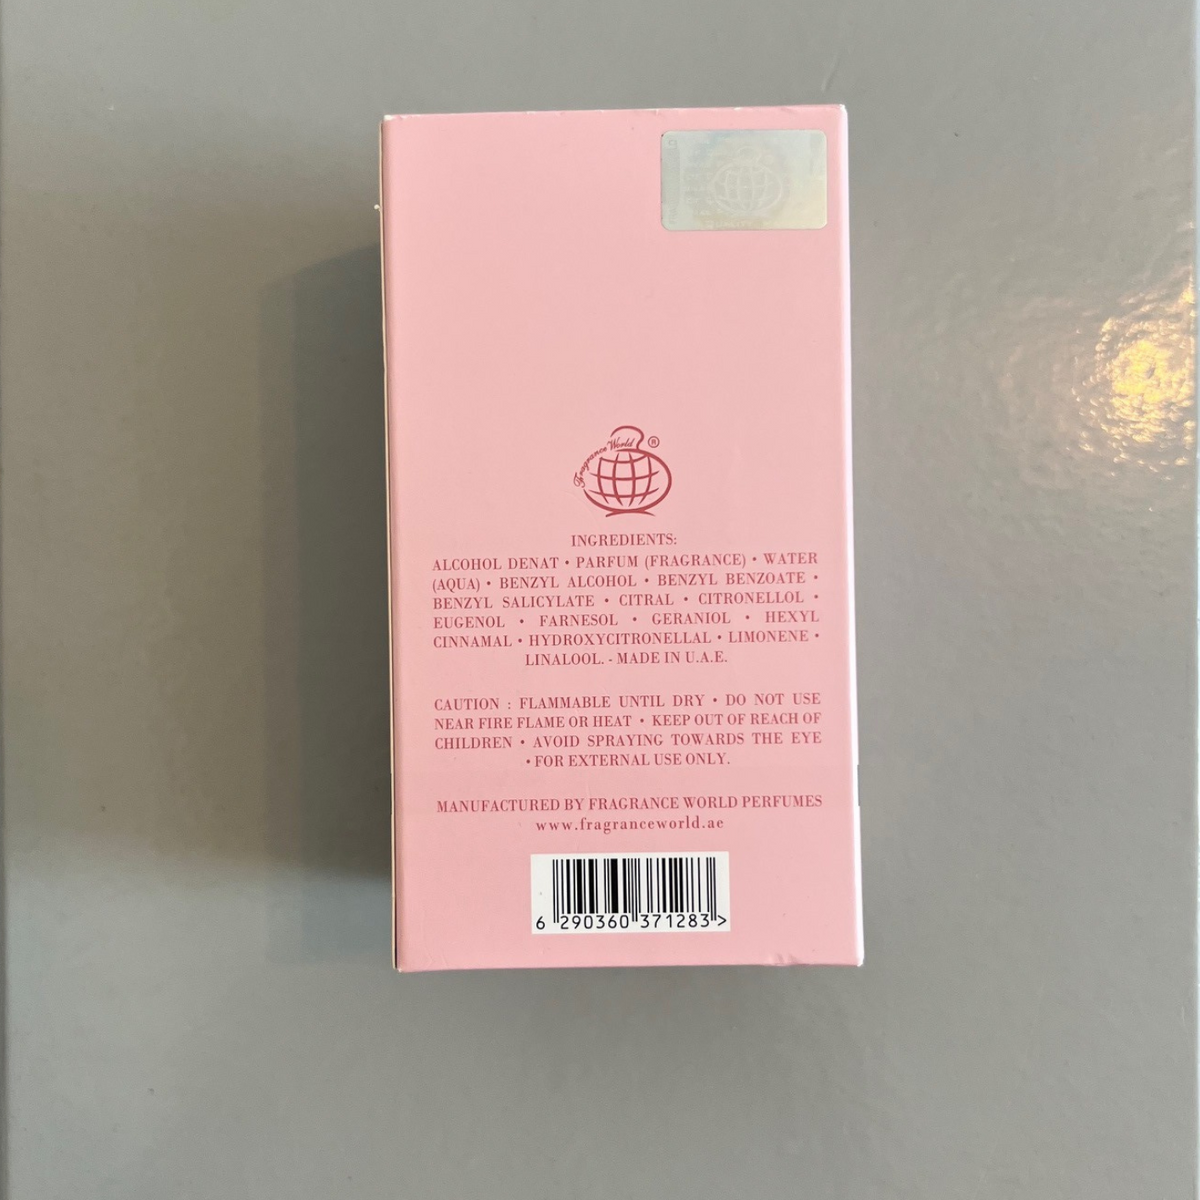 Fragrance World ®
INGREDIENTS:
ALCOHOL DENAT • PARFUM (FRAGRANCE) • WATER
(AQUA) • BENZYL ALCOHOL • BENZYL BENZOATE •
BENZYL SALICYLATE • CITRAL • CITRONELLOL •
EUGENOL • FARNESOL • GERANIOL • HEXYL
CINNAMAL • HYDROXYCITRONELLAL • LIMONENE •
LINALOOL. - MADE IN U.A.E.
CAUTION : FLAMMABLE UNTIL DRY • DO NOT USE
NEAR FIRE FLAME OR HEAT • KEEP OUT OF REACH OF
CHILDREN • AVOID SPRAYING TOWARDS THE EYE
• FOR EXTERNAL USE ONLY.
MANUFACTURED BY FRAGRANCE WORLD PERFUMES
www.fragranceworld.ae
6 290360 371283 >